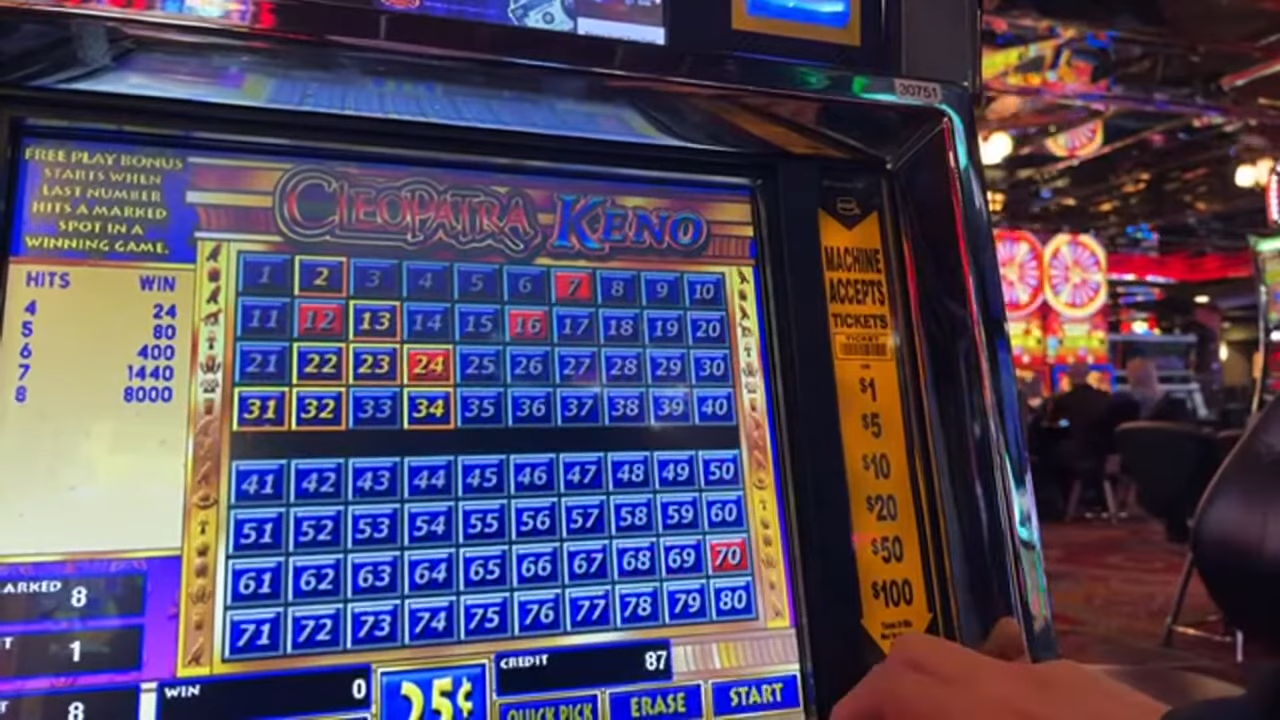 30751
FREE PLAY BONUS
STARTS WHEN
LAST NUMBER
HITS A MARKED
SPOT IN A
WINNING GAME.
CLEOPATRA KENO
HITS WIN
4 24
5 80
6 400
7 1440
8 8000
1 2 3 4 5 6 7 8 9 10
11 12 13 14 15 16 17 18 19 20
21 22 23 24 25 26 27 28 29 30
31 32 33 34 35 36 37 38 39 40
41 42 43 44 45 46 47 48 49 50
51 52 53 54 55 56 57 58 59 60
61 62 63 64 65 66 67 68 69 70
71 72 73 74 75 76 77 78 79 80
ARKED 8
T 1
T 8
WIN 0
25¢
CREDIT 87
QUICK PICK
ERASE
START
MACHINE
ACCEPTS
TICKETS
TICKET
$1
$5
$10
$20
$50
$100